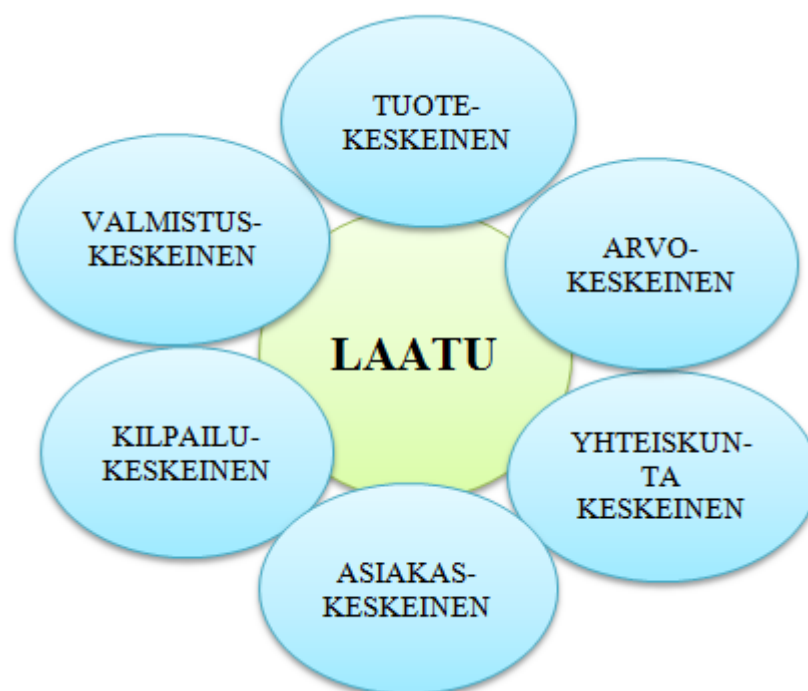 TUOTE-
KESKEINEN
VALMISTUS-
KESKEINEN
ARVO-
KESKEINEN
LAATU
KILPAILU-
KESKEINEN
YHTEISKUN-
TA
KESKEINEN
ASIAKAS-
KESKEINEN